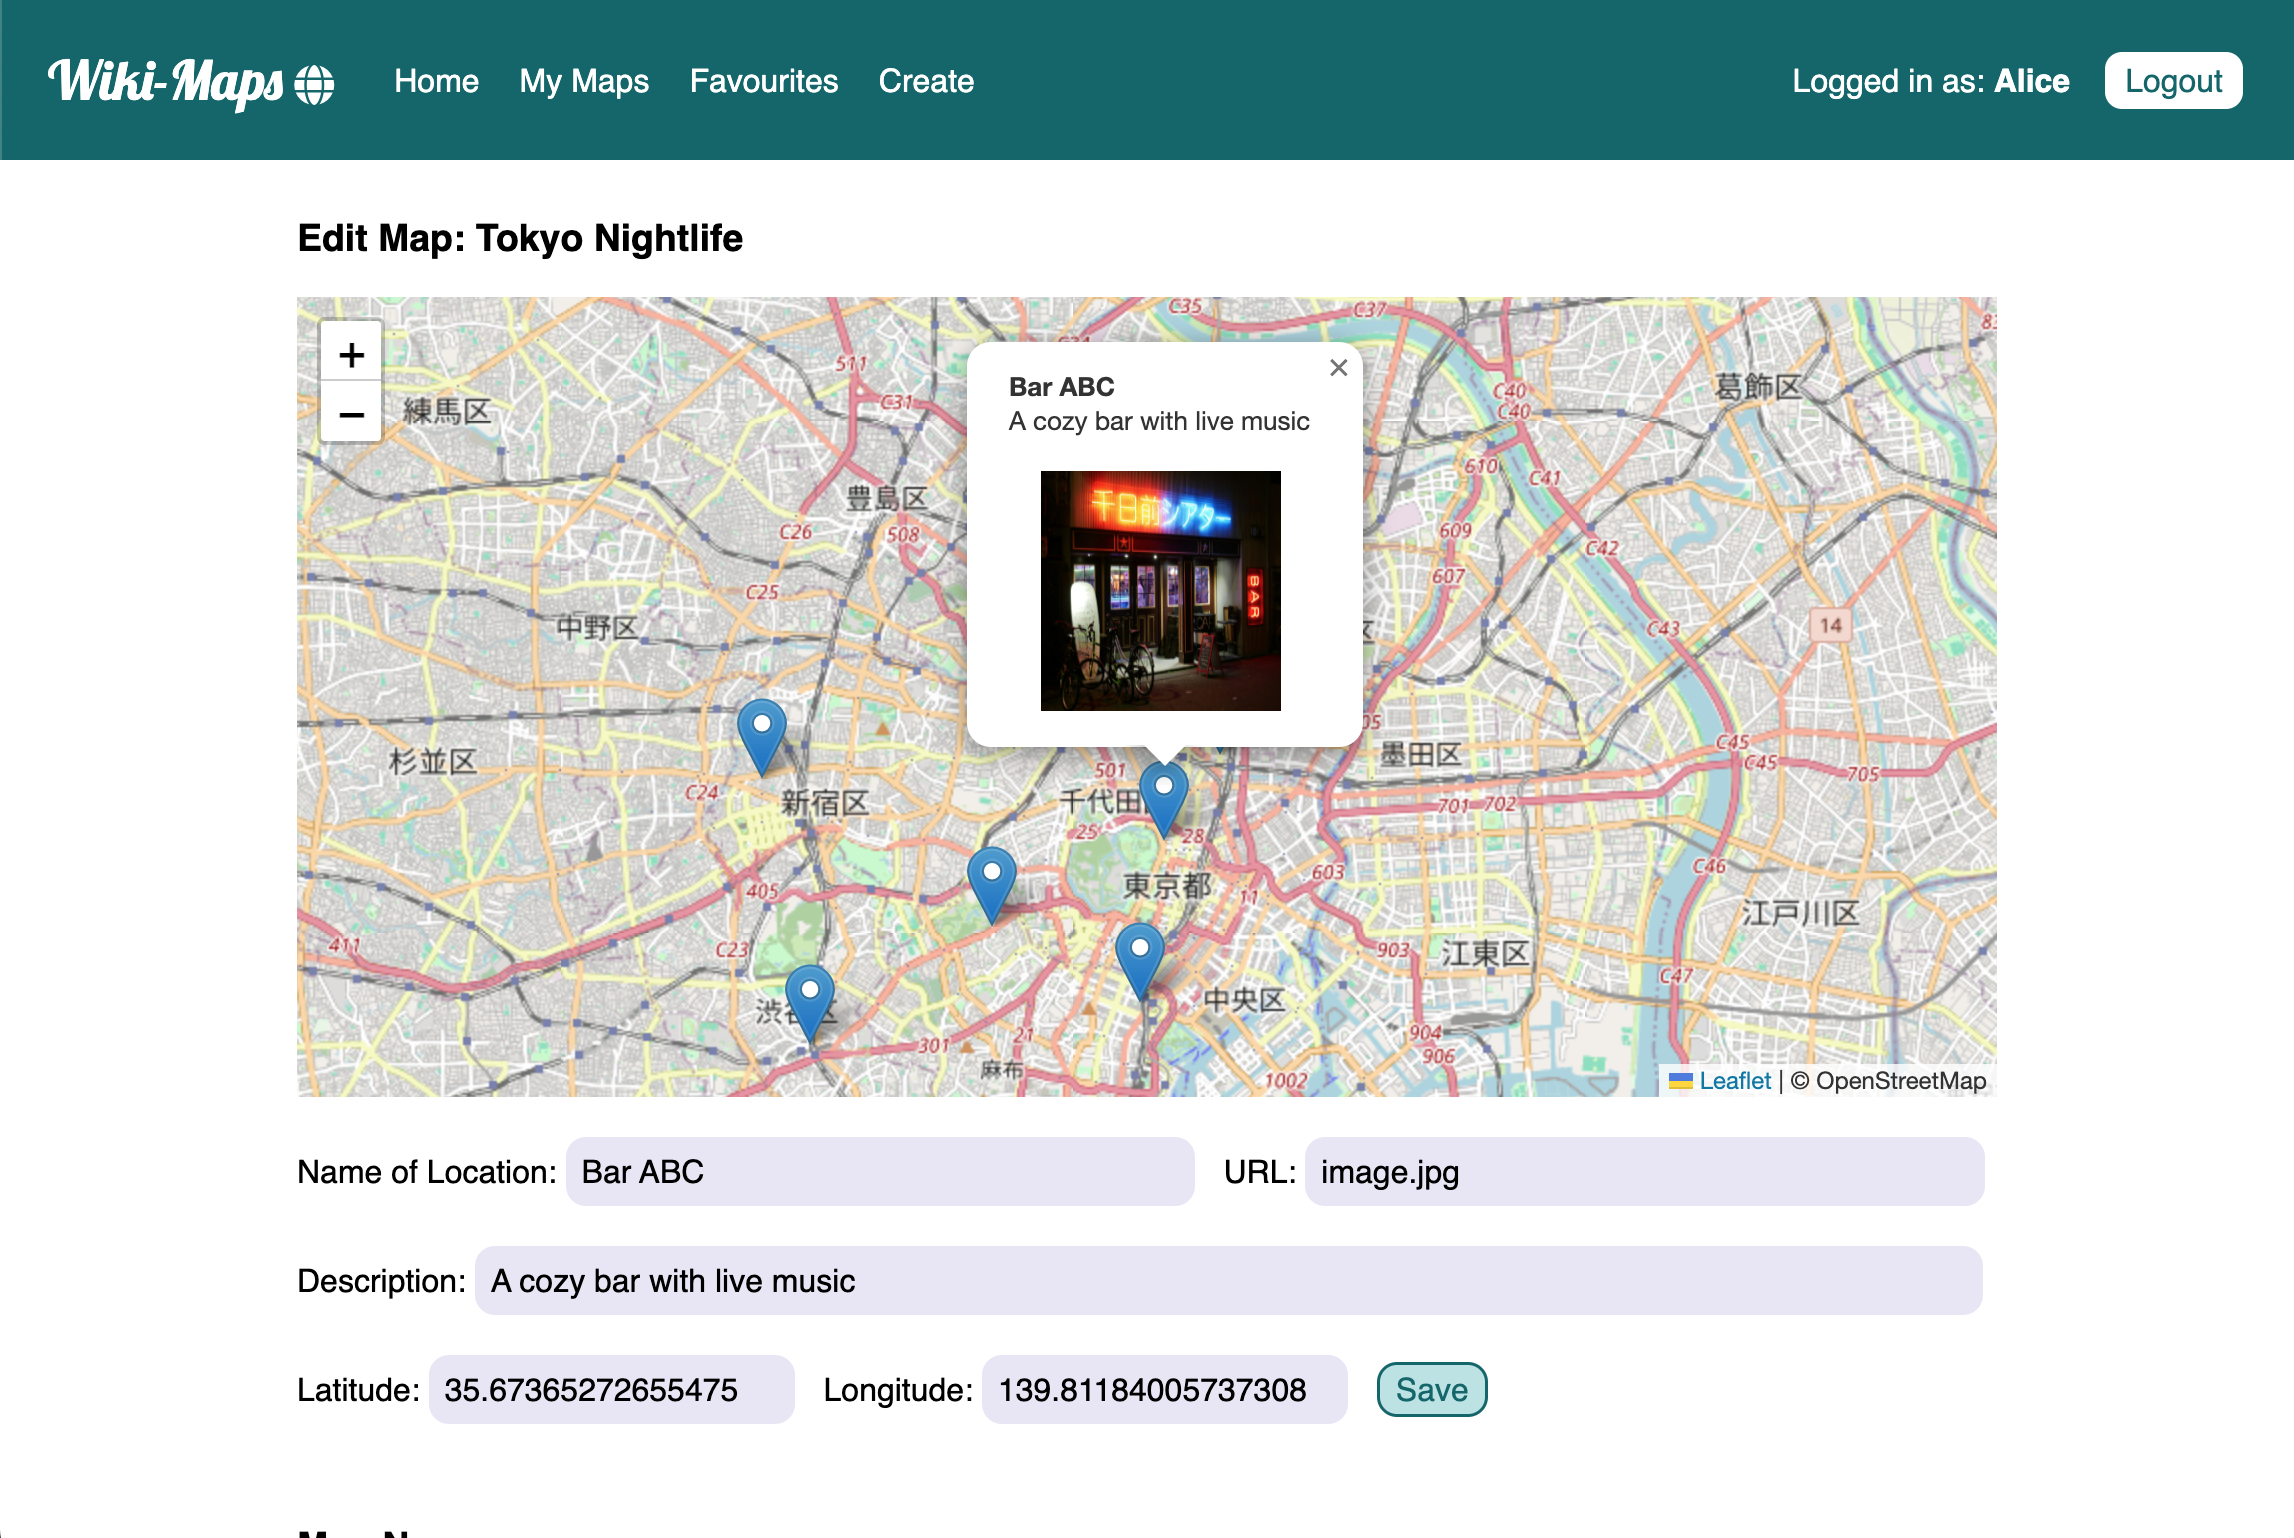 Wiki-Maps Home My Maps Favourites Create Logged in as: Alice Logout
Edit Map: Tokyo Nightlife
+
−
Bar ABC
A cozy bar with live music
×
千日前シアター
BAR
C35
C37
511
C31
C40
C40
葛飾区
練馬区
610
C41
豊島区
C26
508
609
C42
C25
607
中野区
C43
14
杉並区
C24
新宿区
501
千代田
25
28
墨田区
C45
C45
705
701
702
405
603
C46
東京都
11
江戸川区
411
C23
903
江東区
C47
渋谷区
中央区
301
21
904
906
麻布
1002
Leaflet | © OpenStreetMap
Name of Location: Bar ABC URL: image.jpg
Description: A cozy bar with live music
Latitude: 35.67365272655475 Longitude: 139.81184005737308 Save